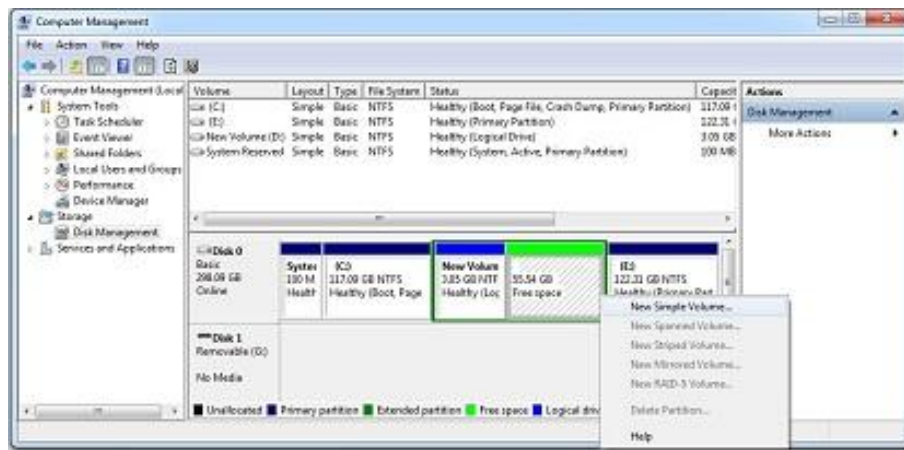 Computer Management
File Action View Help
Computer Management (Local
System Tools
Task Scheduler
Event Viewer
Shared Folders
Local Users and Groups
Performance
Device Manager
Storage
Disk Management
Services and Applications
Volume Layout Type File System Status Capacit
(C:) Simple Basic NTFS Healthy (Boot, Page File, Crash Dump, Primary Partition) 117.09
(E:) Simple Basic NTFS Healthy (Primary Partition) 122.31
New Volume (D:) Simple Basic NTFS Healthy (Logical Drive) 3.05 GB
System Reserved Simple Basic NTFS Healthy (System, Active, Primary Partition) 100 MB
Actions
Disk Management
More Actions
Disk 0
Basic
298.09 GB
Online
System
100 M
Health
(C:)
117.09 GB NTFS
Healthy (Boot, Page
New Volum
3.05 GB NTF
Healthy (Log
55.54 GB
Free space
(E:)
122.31 GB NTFS
Healthy (Primary Part
Disk 1
Removable (G:)
No Media
Unallocated Primary partition Extended partition Free space Logical driv
New Simple Volume...
New Spanned Volume...
New Striped Volume...
New Mirrored Volume...
New RAID-5 Volume...
Delete Partition...
Help